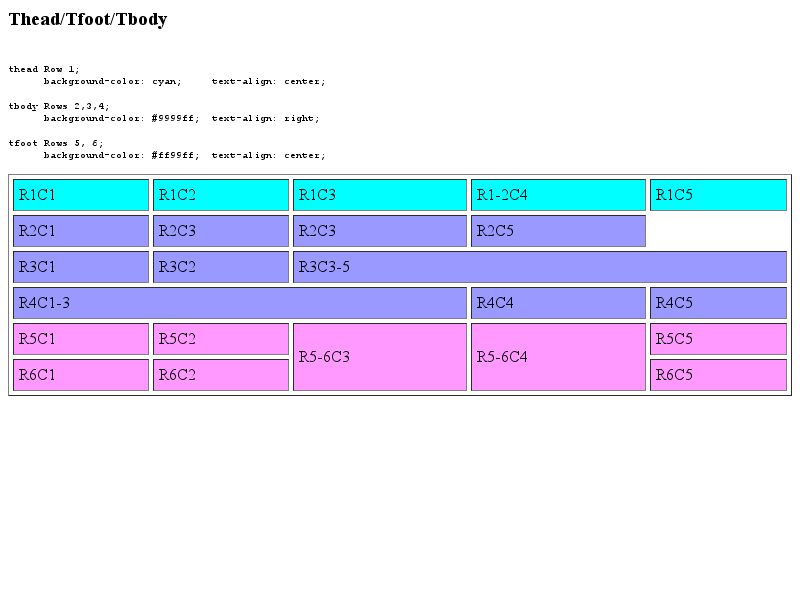 Thead/Tfoot/Tbody
thead Row 1;
background-color: cyan; text-align: center;
tbody Rows 2,3,4;
background-color: #9999ff; text-align: right;
tfoot Rows 5, 6;
background-color: #ff99ff; text-align: center;
R1C1 R1C2 R1C3 R1-2C4 R1C5
R2C1 R2C3 R2C3 R2C5
R3C1 R3C2 R3C3-5
R4C1-3 R4C4 R4C5
R5C1 R5C2 R5-6C3 R5-6C4 R5C5
R6C1 R6C2 R6C5